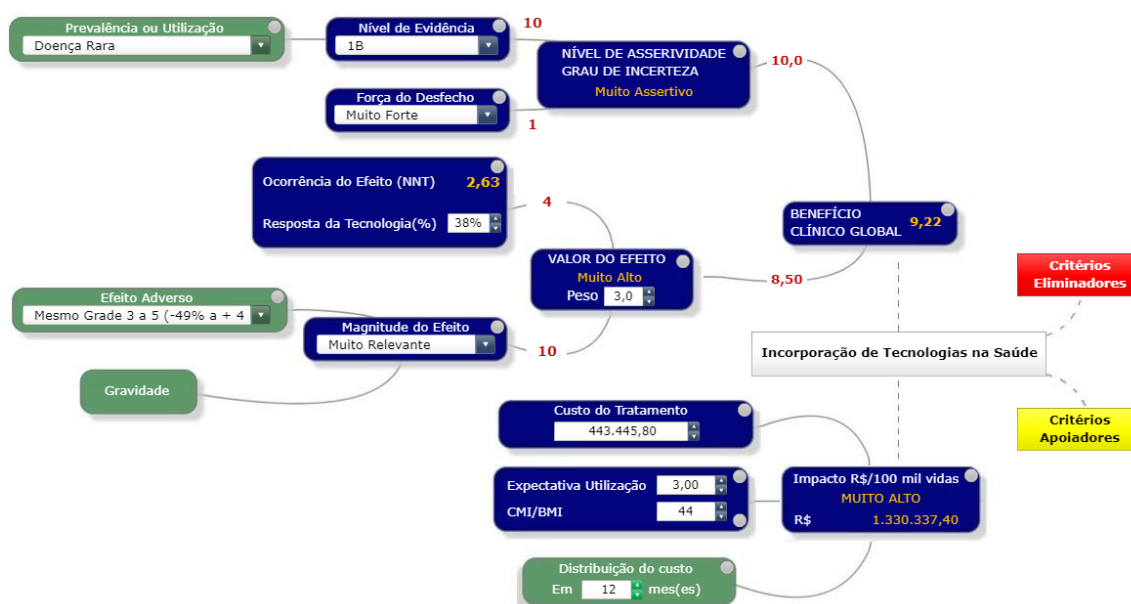 Prevalência ou Utilização
Doença Rara
Nível de Evidência
1B
10
NÍVEL DE ASSERIVIDADE
GRAU DE INCERTEZA
Muito Assertivo
10,0
Força do Desfecho
Muito Forte
1
Ocorrência do Efeito (NNT) 2,63
Resposta da Tecnologia(%) 38%
4
BENEFÍCIO
CLÍNICO GLOBAL 9,22
VALOR DO EFEITO
Muito Alto
Peso 3,0
8,50
Critérios
Eliminadores
Efeito Adverso
Mesmo Grade 3 a 5 (-49% a + 4
Magnitude do Efeito
Muito Relevante
10
Gravidade
Incorporação de Tecnologias na Saúde
Critérios
Apoiadores
Custo do Tratamento
443.445,80
Expectativa Utilização 3,00
CMI/BMI 44
Impacto R$/100 mil vidas
MUITO ALTO
R$ 1.330.337,40
Distribuição do custo
Em 12 mes(es)